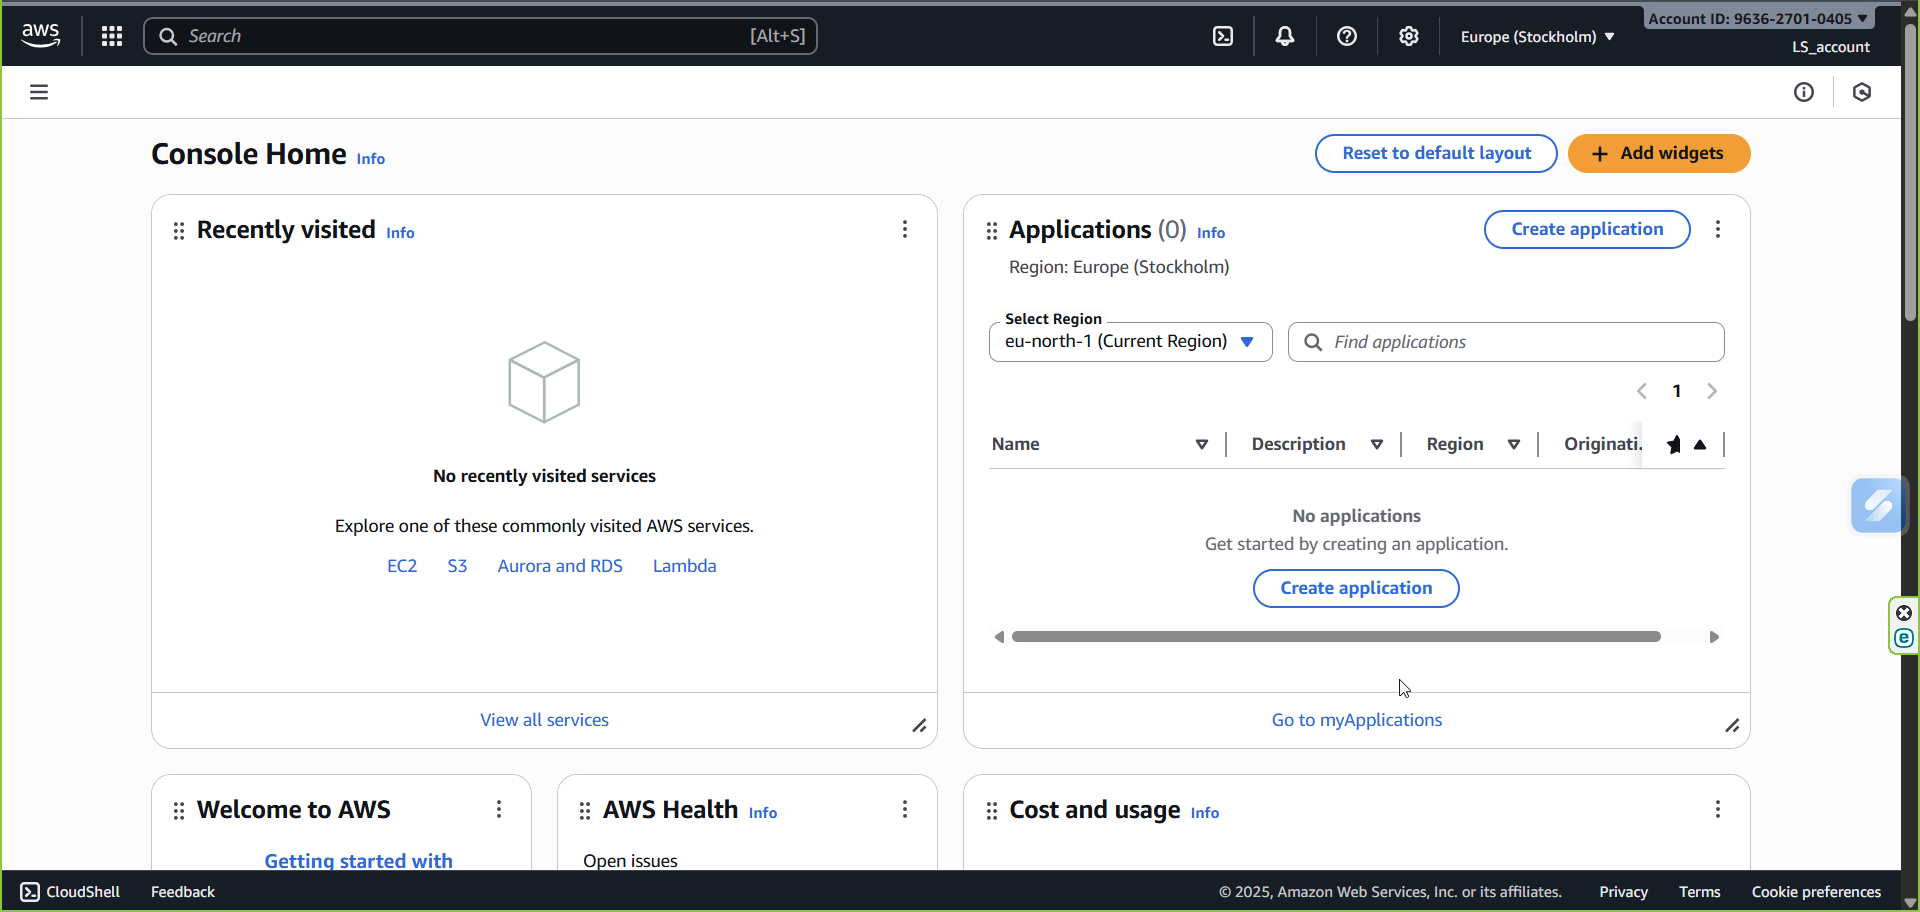 aws
Search
[Alt+S]
Europe (Stockholm)
Account ID: 9636-2701-0405
LS_account
Console Home Info
Reset to default layout
+ Add widgets
Recently visited Info
No recently visited services
Explore one of these commonly visited AWS services.
EC2 S3 Aurora and RDS Lambda
View all services
Applications (0) Info
Create application
Region: Europe (Stockholm)
Select Region
eu-north-1 (Current Region)
Find applications
1
Name Description Region Originati.
No applications
Get started by creating an application.
Create application
Go to myApplications
Welcome to AWS
Getting started with
AWS Health Info
Open issues
Cost and usage Info
CloudShell
Feedback
© 2025, Amazon Web Services, Inc. or its affiliates.
Privacy
Terms
Cookie preferences